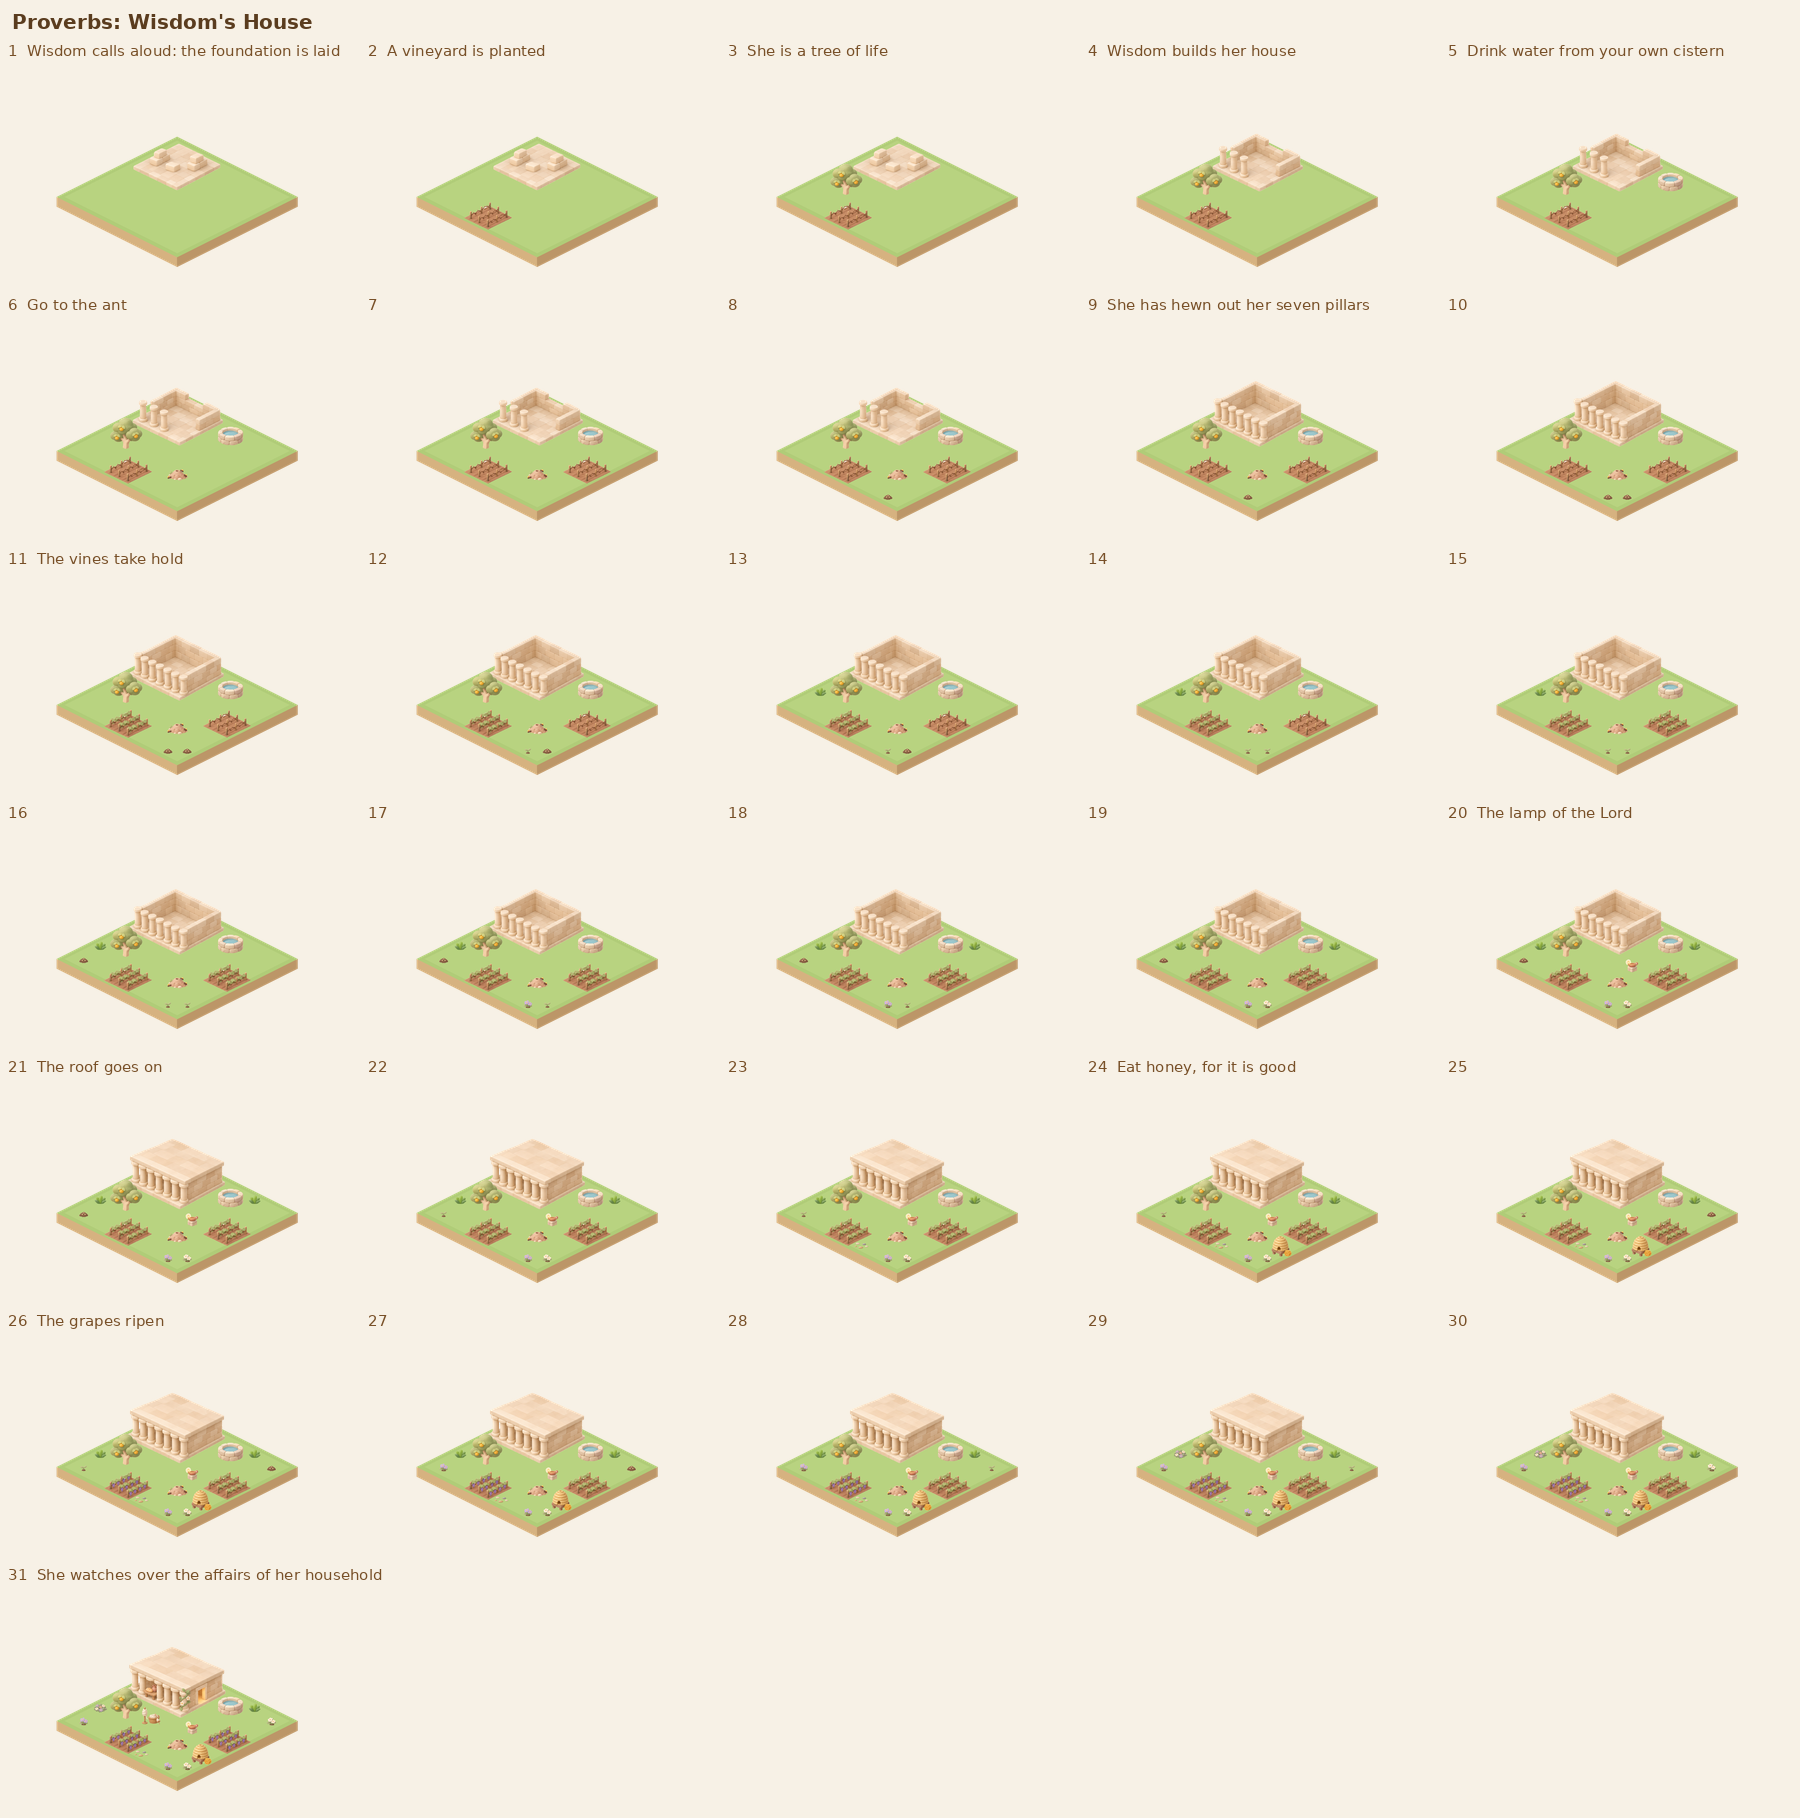 Proverbs: Wisdom's House
1 Wisdom calls aloud: the foundation is laid
2 A vineyard is planted
3 She is a tree of life
4 Wisdom builds her house
5 Drink water from your own cistern
6 Go to the ant
7
8
9 She has hewn out her seven pillars
10
11 The vines take hold
12
13
14
15
16
17
18
19
20 The lamp of the Lord
21 The roof goes on
22
23
24 Eat honey, for it is good
25
26 The grapes ripen
27
28
29
30
31 She watches over the affairs of her household